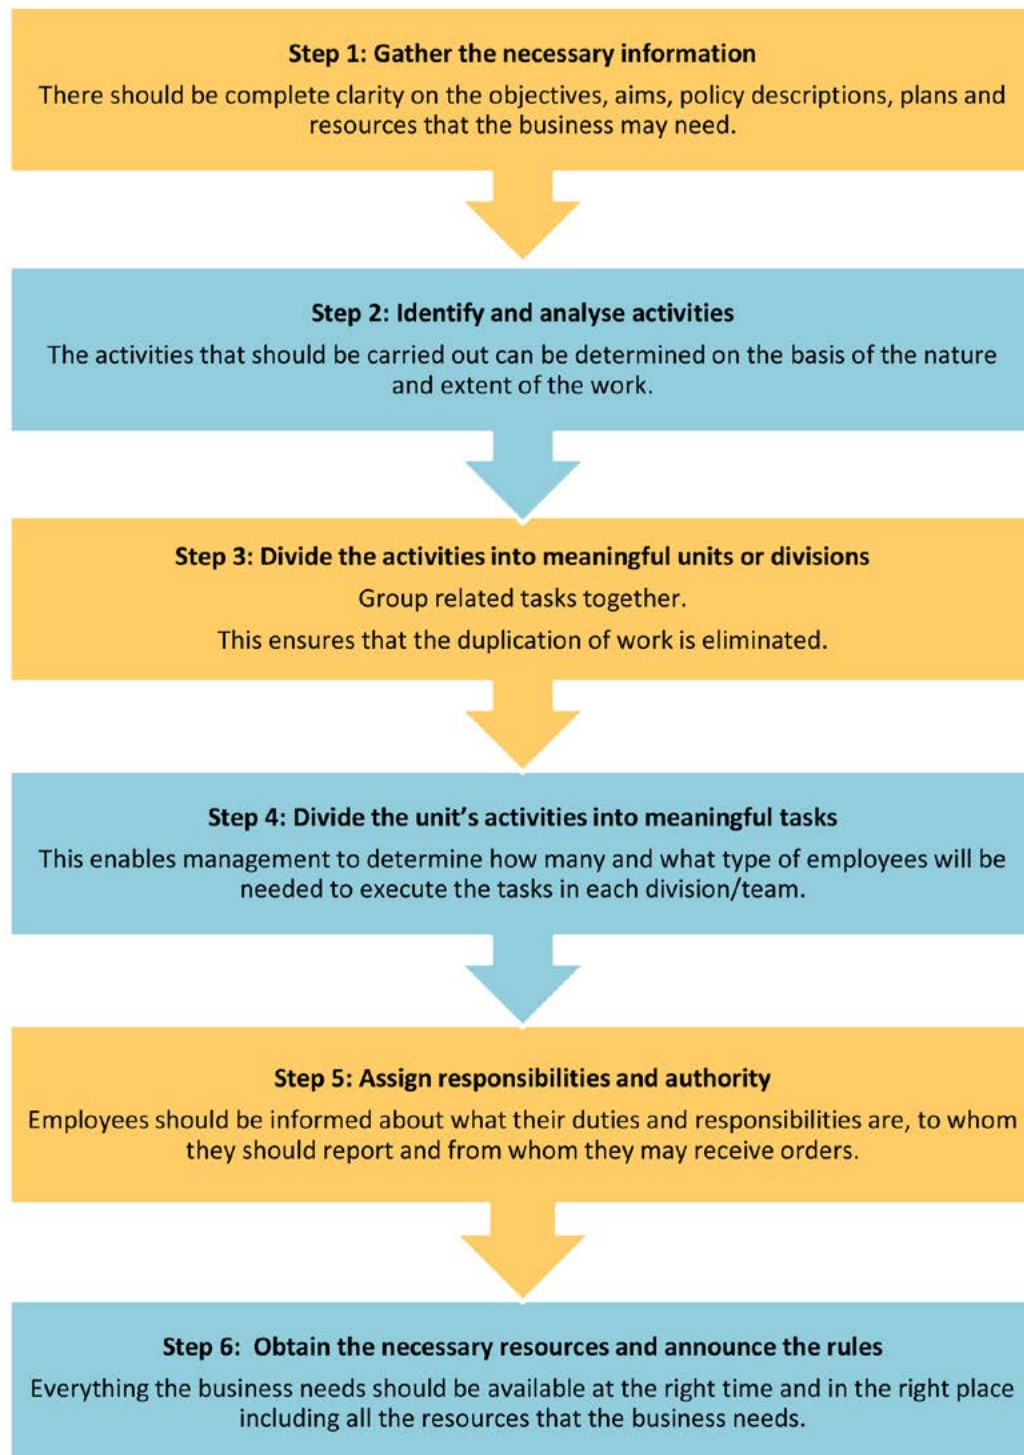 Step 1: Gather the necessary information
There should be complete clarity on the objectives, aims, policy descriptions, plans and
resources that the business may need.
Step 2: Identify and analyse activities
The activities that should be carried out can be determined on the basis of the nature
and extent of the work.
Step 3: Divide the activities into meaningful units or divisions
Group related tasks together.
This ensures that the duplication of work is eliminated.
Step 4: Divide the unit’s activities into meaningful tasks
This enables management to determine how many and what type of employees will be
needed to execute the tasks in each division/team.
Step 5: Assign responsibilities and authority
Employees should be informed about what their duties and responsibilities are, to whom
they should report and from whom they may receive orders.
Step 6: Obtain the necessary resources and announce the rules
Everything the business needs should be available at the right time and in the right place
including all the resources that the business needs.